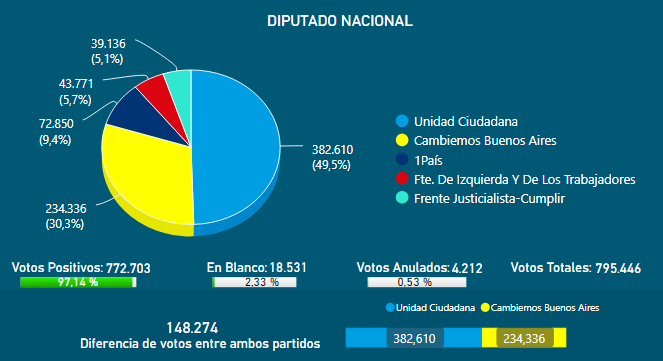 DIPUTADO NACIONAL
39.136
(5,1%)
43.771
(5,7%)
72.850
(9,4%)
234.336
(30,3%)
382.610
(49,5%)
Unidad Ciudadana
Cambiemos Buenos Aires
1País
Fte. De Izquierda Y De Los Trabajadores
Frente Justicialista-Cumplir
Votos Positivos: 772.703
97,14 %
En Blanco: 18.531
2,33 %
Votos Anulados: 4.212
0,53 %
Votos Totales: 795.446
Unidad Ciudadana Cambiemos Buenos Aires
148.274
Diferencia de votos entre ambos partidos
382,610 234,336